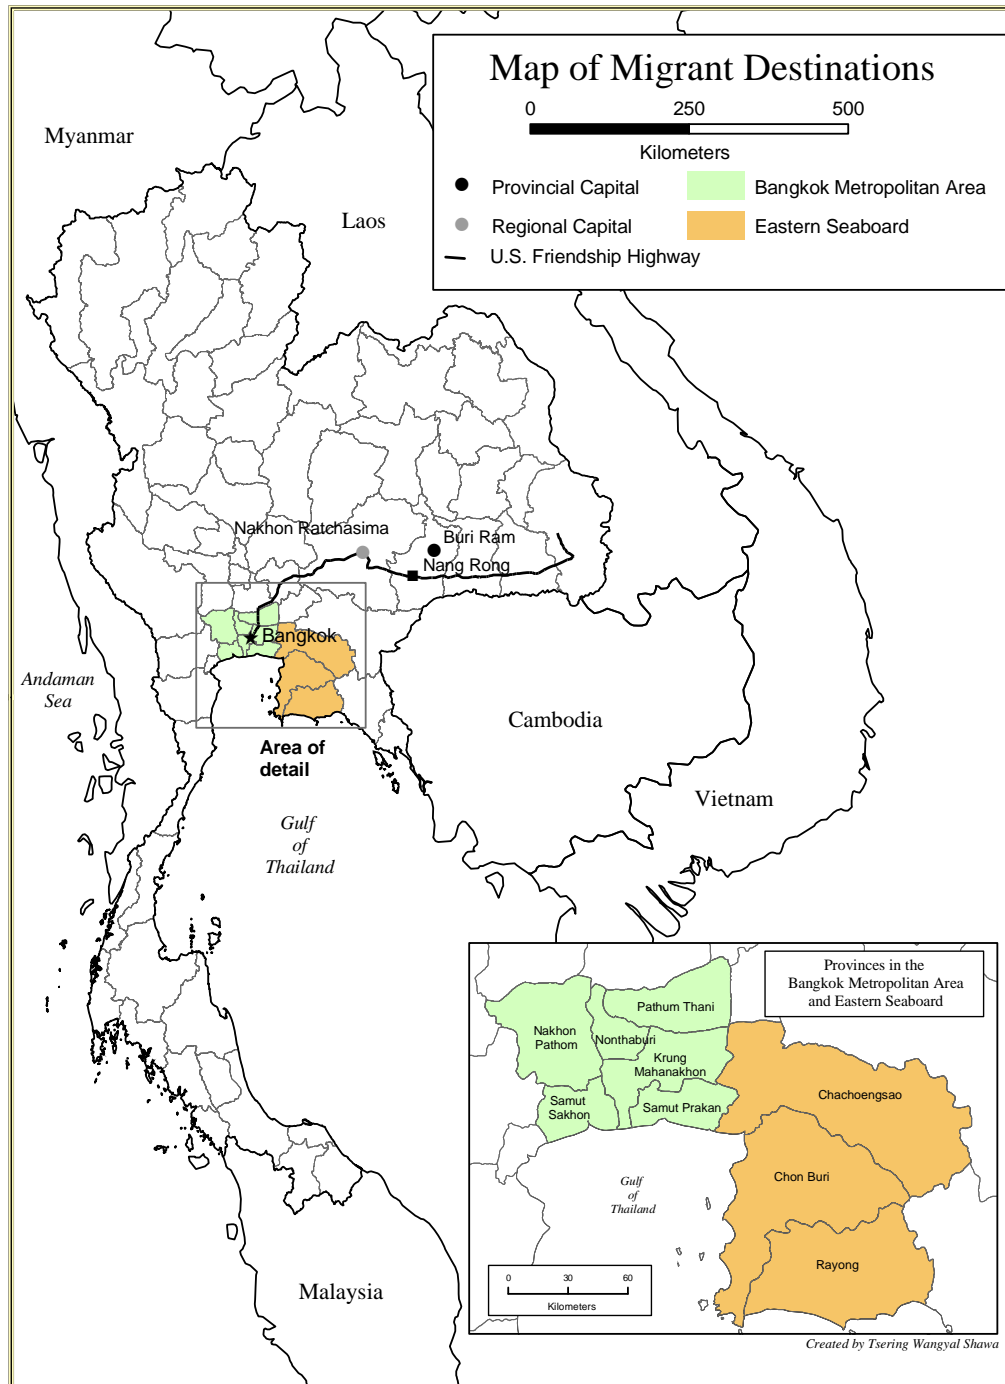 Map of Migrant Destinations
0 250 500
Kilometers
Provincial Capital
Bangkok Metropolitan Area
Regional Capital
Eastern Seaboard
U.S. Friendship Highway
Myanmar
Laos
Nakhon Ratchasima
Buri Ram
Nang Rong
Bangkok
Andaman
Sea
Area of
detail
Cambodia
Vietnam
Gulf
of
Thailand
Malaysia
Provinces in the
Bangkok Metropolitan Area
and Eastern Seaboard
Pathum Thani
Nakhon
Pathom
Nonthaburi
Krung
Mahanakhon
Samut
Sakhon
Samut Prakan
Chachoengsao
Chon Buri
Gulf
of
Thailand
Rayong
0 30 60
Kilometers
Created by Tsering Wangyal Shawa